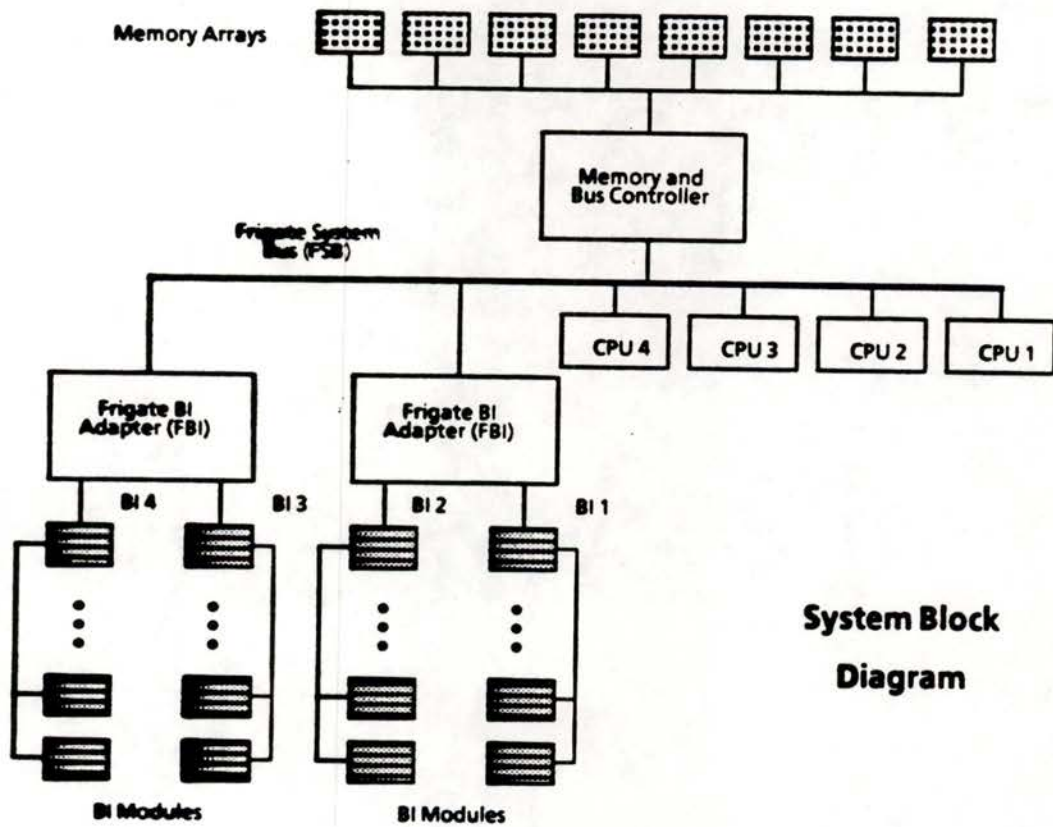 Memory Arrays
Memory and
Bus Controller
Frigate System
Bus (FSB)
CPU 4
CPU 3
CPU 2
CPU 1
Frigate BI
Adapter (FBI)
Frigate BI
Adapter (FBI)
BI 4
BI 3
BI 2
BI 1
System Block
Diagram
BI Modules
BI Modules